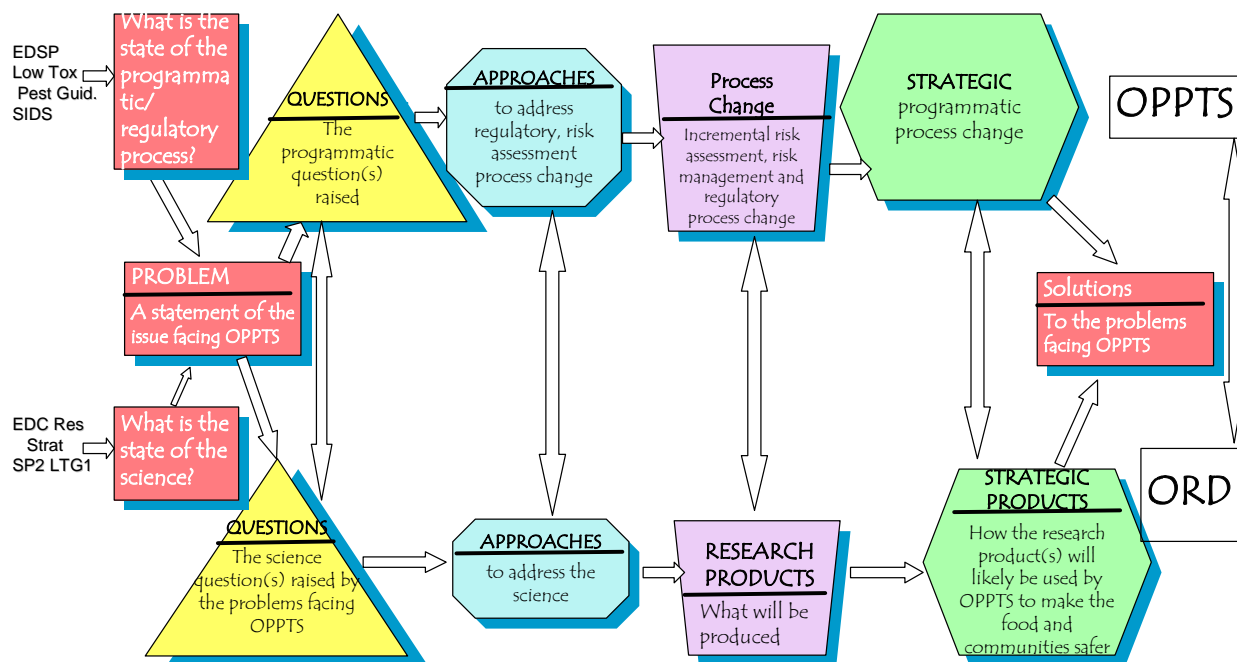 EDSP
Low Tox
Pest Guid.
SIDS
What is the
state of the
programma
tic/
regulatory
process?
QUESTIONS
The
programmatic
question(s)
raised
APPROACHES
to address
regulatory, risk
assessment
process change
Process
Change
Incremental risk
assessment, risk
management and
regulatory
process change
STRATEGIC
programmatic
process change
OPPTS
PROBLEM
A statement of the
issue facing OPPTS
Solutions
To the problems
facing OPPTS
EDC Res
Strat
SP2 LTG1
What is the
state of the
science?
QUESTIONS
The science
question(s) raised by
the problems facing
OPPTS
APPROACHES
to address the
science
RESEARCH
PRODUCTS
What will be
produced
STRATEGIC
PRODUCTS
How the research
product(s) will
likely be used by
OPPTS to make the
food and
communities safer
ORD